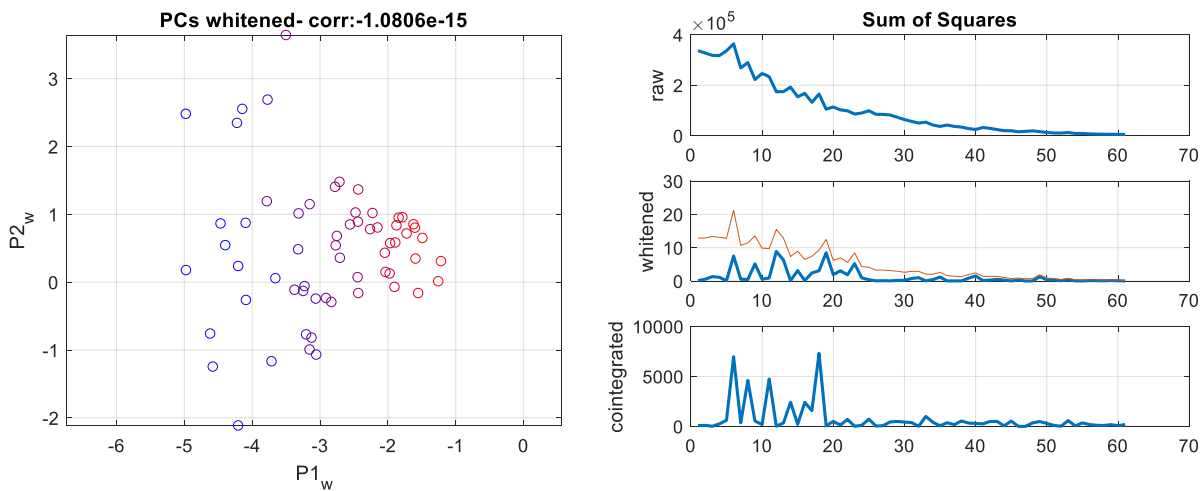 PCs whitened- corr:-1.0806e-15
3
2
1
0
-1
-2
P2w
-6 -5 -4 -3 -2 -1 0
P1w
Sum of Squares
×10^5
4
2
0
raw
0 10 20 30 40 50 60 70
30
20
10
0
whitened
0 10 20 30 40 50 60 70
10000
5000
0
cointegrated
0 10 20 30 40 50 60 70